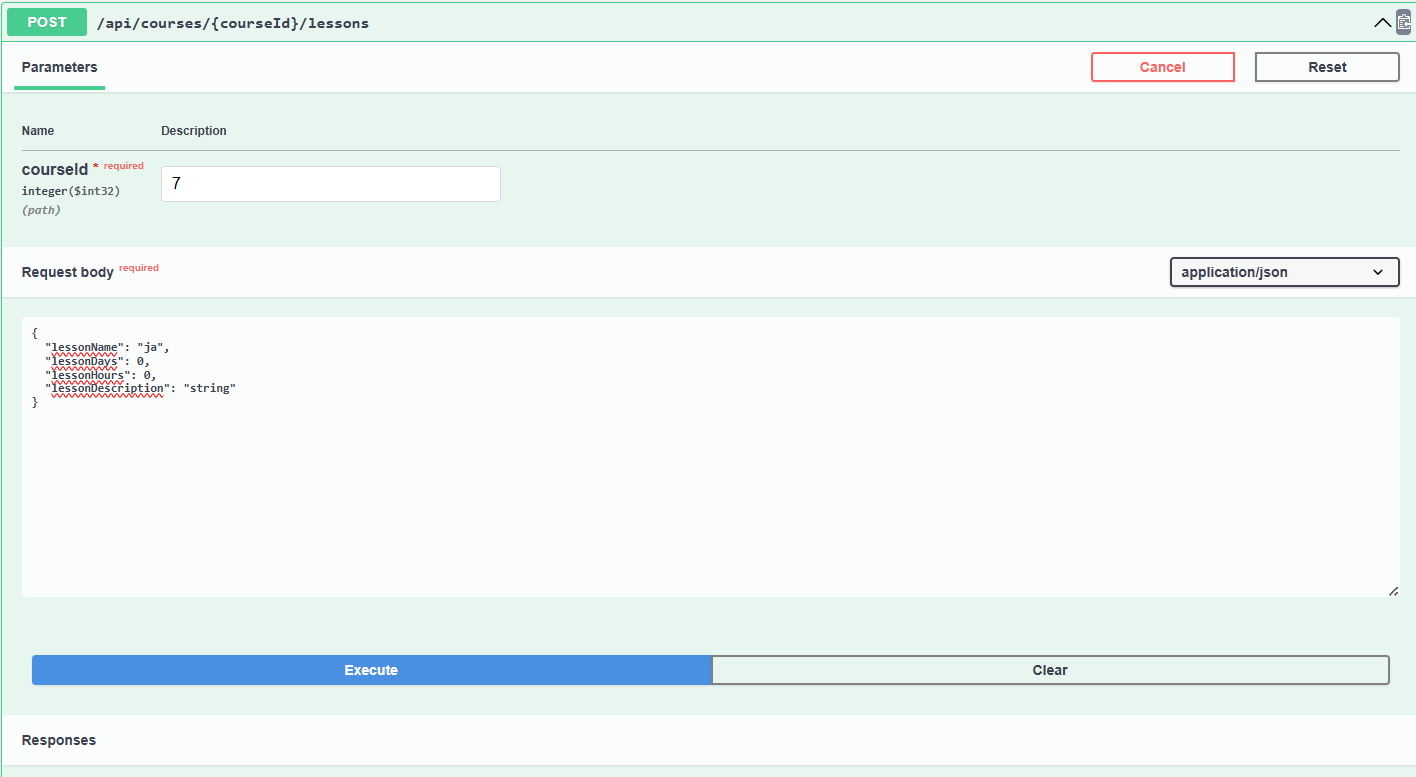 POST /api/courses/{courseId}/lessons
Parameters
Cancel
Reset
Name
Description
courseId * required
integer($int32)
(path)
7
Request body required
application/json
{
"lessonName": "ja",
"lessonDays": 0,
"lessonHours": 0,
"lessonDescription": "string"
}
Execute
Clear
Responses